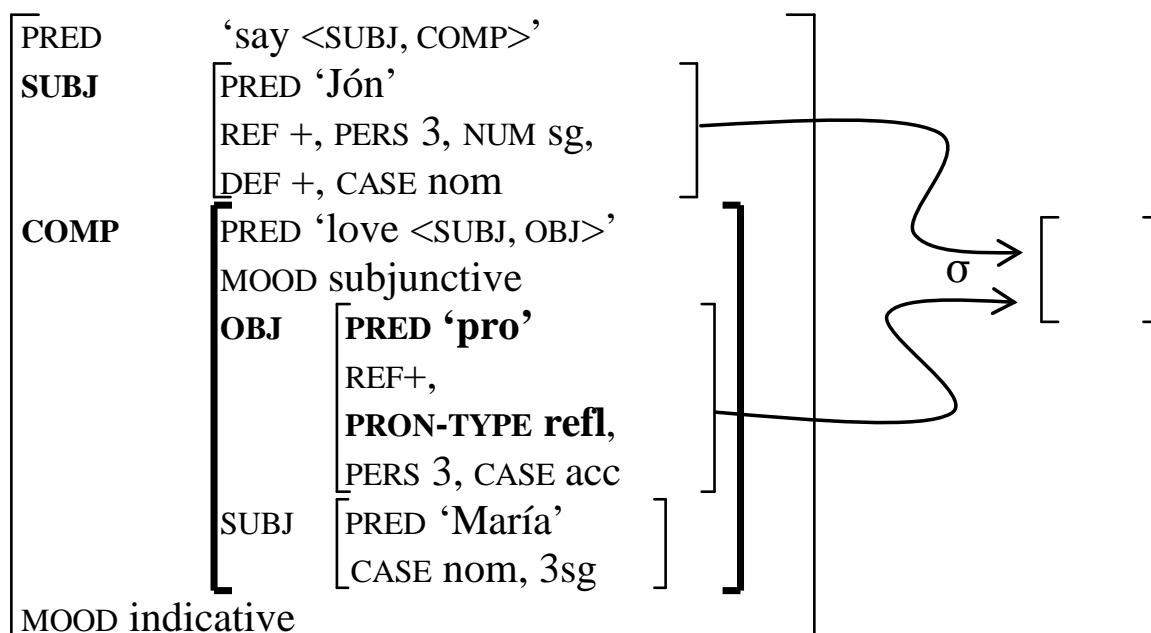 PRED ‘say <SUBJ, COMP>’
SUBJ PRED ‘Jón’
REF +, PERS 3, NUM sg,
DEF +, CASE nom
COMP PRED ‘love <SUBJ, OBJ>’
MOOD subjunctive
σ
OBJ PRED ‘pro’
REF+,
PRON-TYPE refl,
PERS 3, CASE acc
SUBJ PRED ‘María’
CASE nom, 3sg
MOOD indicative